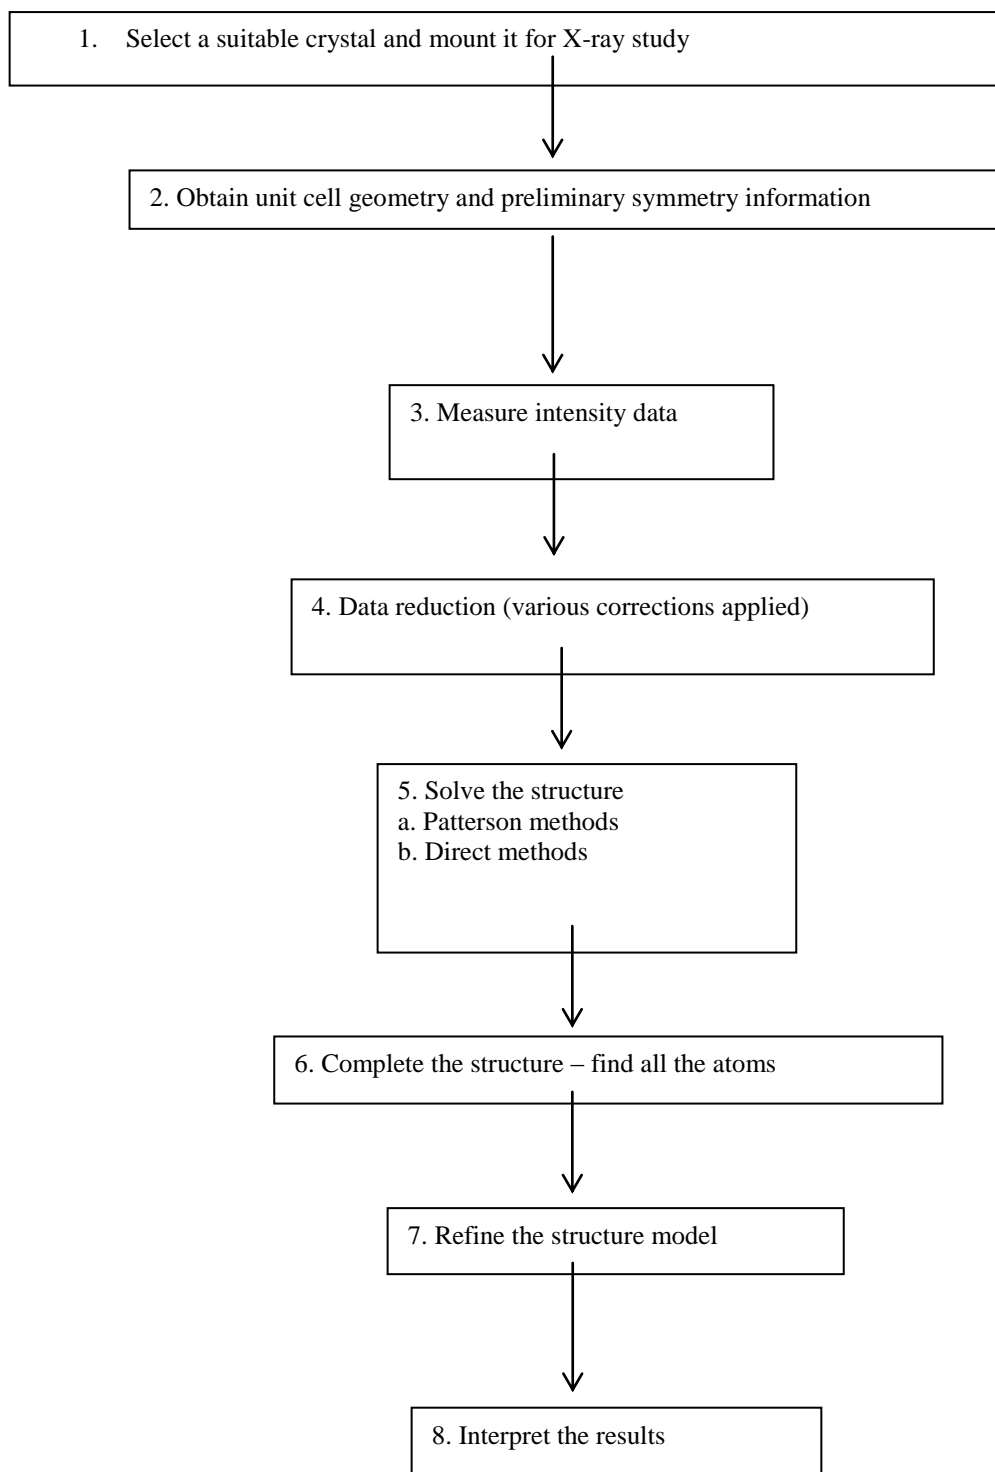 1. Select a suitable crystal and mount it for X-ray study
2. Obtain unit cell geometry and preliminary symmetry information
3. Measure intensity data
4. Data reduction (various corrections applied)
5. Solve the structure
a. Patterson methods
b. Direct methods
6. Complete the structure – find all the atoms
7. Refine the structure model
8. Interpret the results